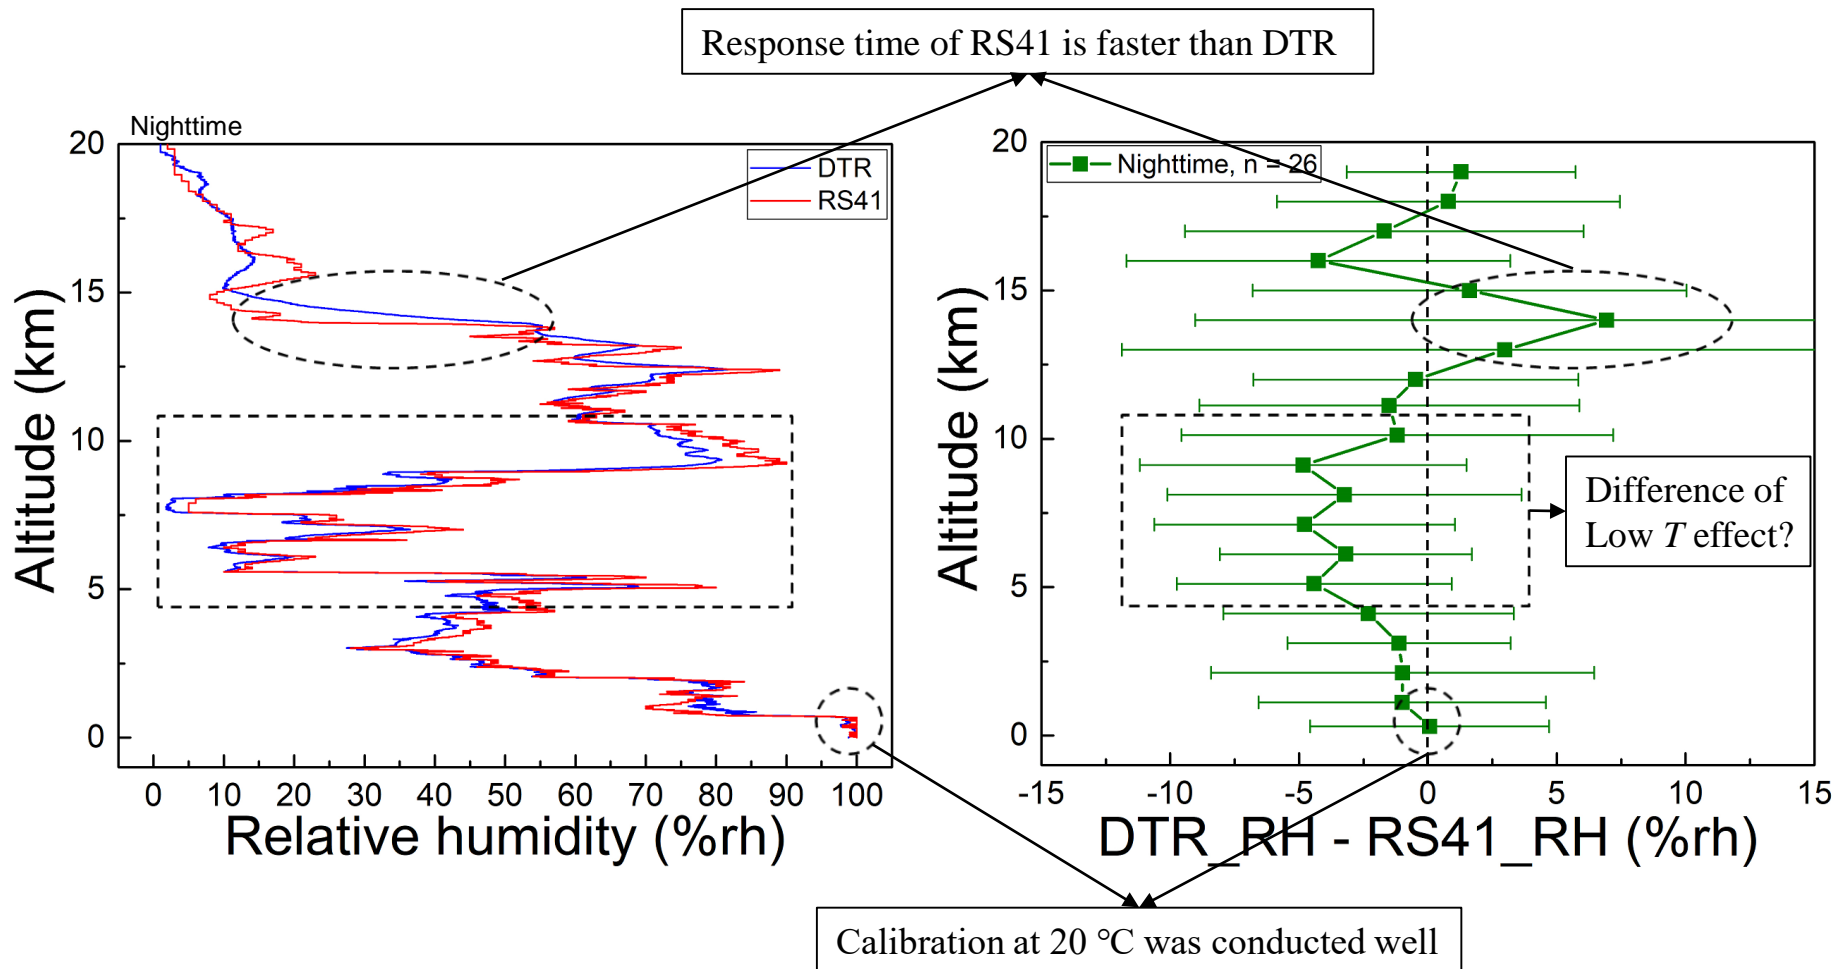 Response time of RS41 is faster than DTR
Nighttime
20
15
10
5
0
Altitude (km)
DTR
RS41
0 10 20 30 40 50 60 70 80 90 100
Relative humidity (%rh)
20
15
10
5
0
Altitude (km)
Nighttime, n = 26
Difference of
Low T effect?
-15 -10 -5 0 5 10 15
DTR_RH - RS41_RH (%rh)
Calibration at 20 ℃ was conducted well